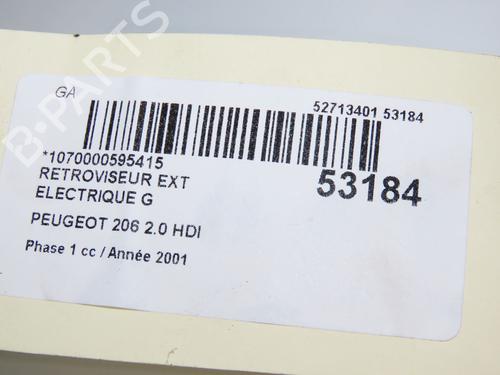 B-PARTS
GA
52713401 53184
*1070000595415
53184
RETROVISEUR EXT
ELECTRIQUE G
PEUGEOT 206 2.0 HDI
Phase 1 cc / Année 2001